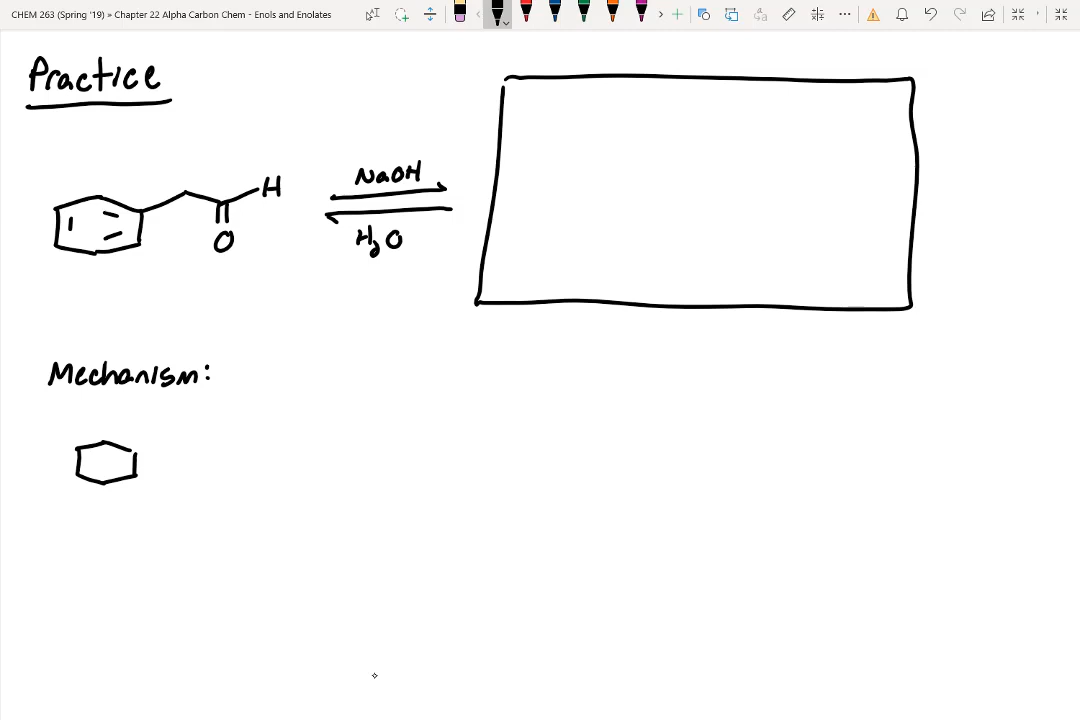 CHEM 263 (Spring '19) » Chapter 22 Alpha Carbon Chem - Enols and Enolates
Practice
H
O
NaOH
H₂O
Mechanism: